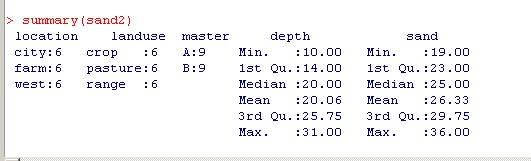 > summary(sand2)
location landuse master depth sand
city:6 crop :6 A:9 Min. :10.00 Min. :19.00
farm:6 pasture:6 B:9 1st Qu.:14.00 1st Qu.:23.00
west:6 range :6 Median :20.00 Median :25.00
Mean :20.06 Mean :26.33
3rd Qu.:25.75 3rd Qu.:29.75
Max. :31.00 Max. :36.00